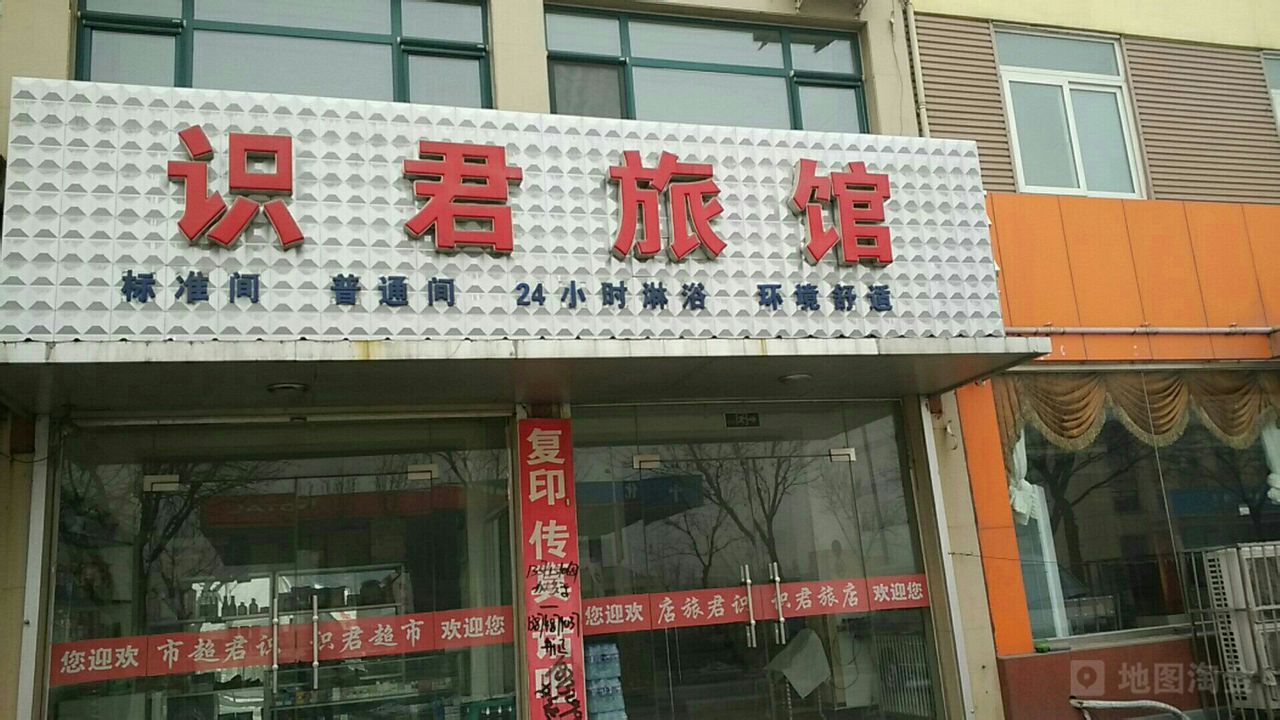 识君旅馆
标准间 普通间 24小时淋浴 环境舒适
复印传真
您迎欢 市超君识 识君超市 欢迎您
您迎欢 店旅君识 识君旅店 欢迎您
地图淘金